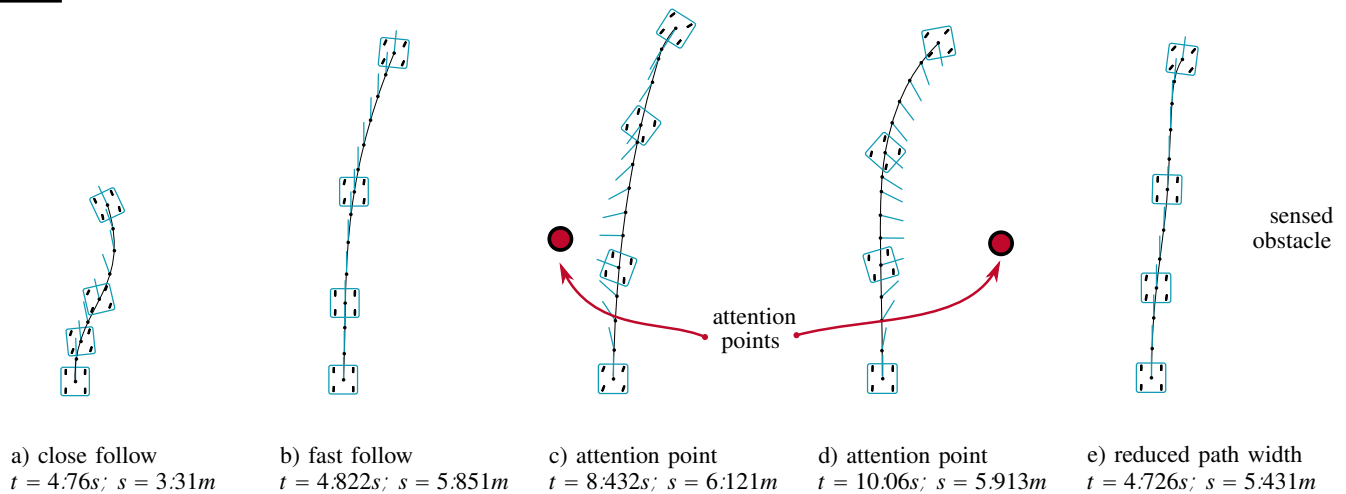 sensed
obstacle
attention
points
a) close follow
t = 4.76s; s = 3.31m
b) fast follow
t = 4.822s; s = 5.851m
c) attention point
t = 8.432s; s = 6.121m
d) attention point
t = 10.06s; s = 5.913m
e) reduced path width
t = 4.726s; s = 5.431m